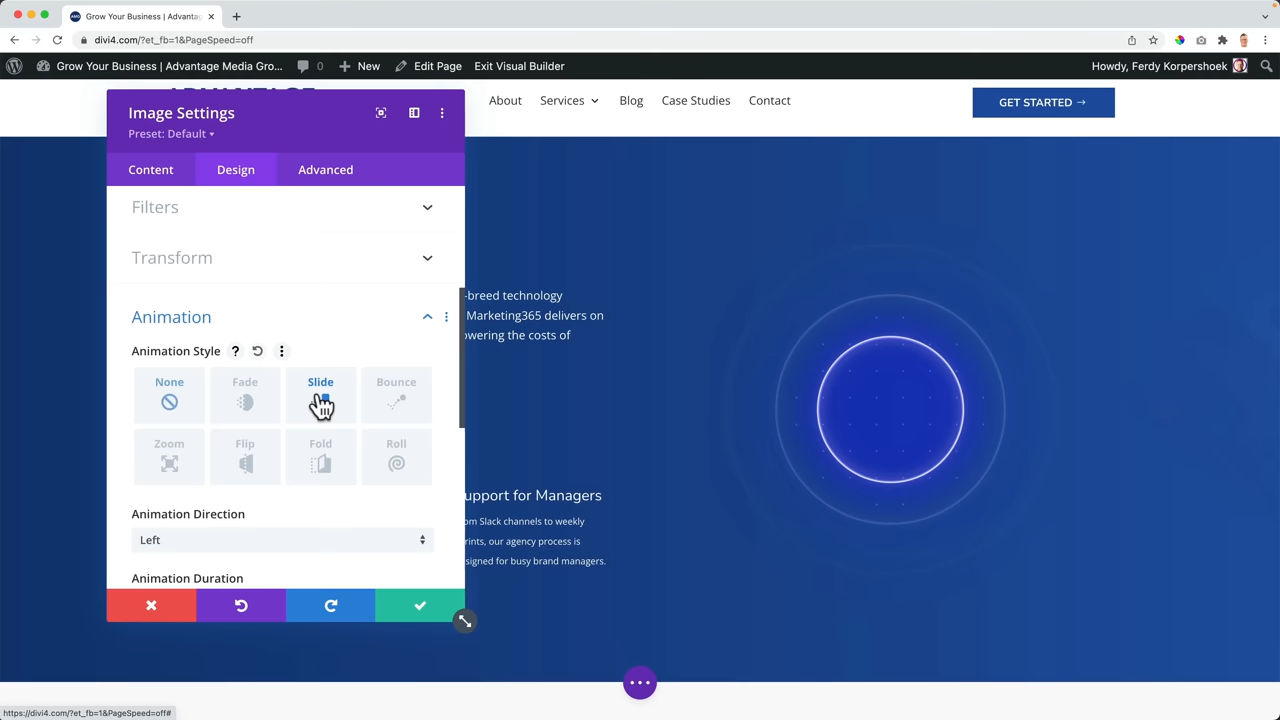 Grow Your Business | Advantag
divi4.com/?et_fb=1&PageSpeed=off
Grow Your Business | Advantage Media Gro...
0
New
Edit Page
Exit Visual Builder
Howdy, Ferdy Korpershoek
ADVANTAGE
About
Services
Blog
Case Studies
Contact
GET STARTED →
Image Settings
Preset: Default
Content
Design
Advanced
Filters
Transform
Animation
Animation Style ?
None
Fade
Slide
Bounce
Zoom
Flip
Fold
Roll
Animation Direction
Left
Animation Duration
-breed technology
Marketing365 delivers on
owering the costs of
upport for Managers
om Slack channels to weekly
rints, our agency process is
signed for busy brand managers.
https://divi4.com/?et_fb=1&PageSpeed=off#